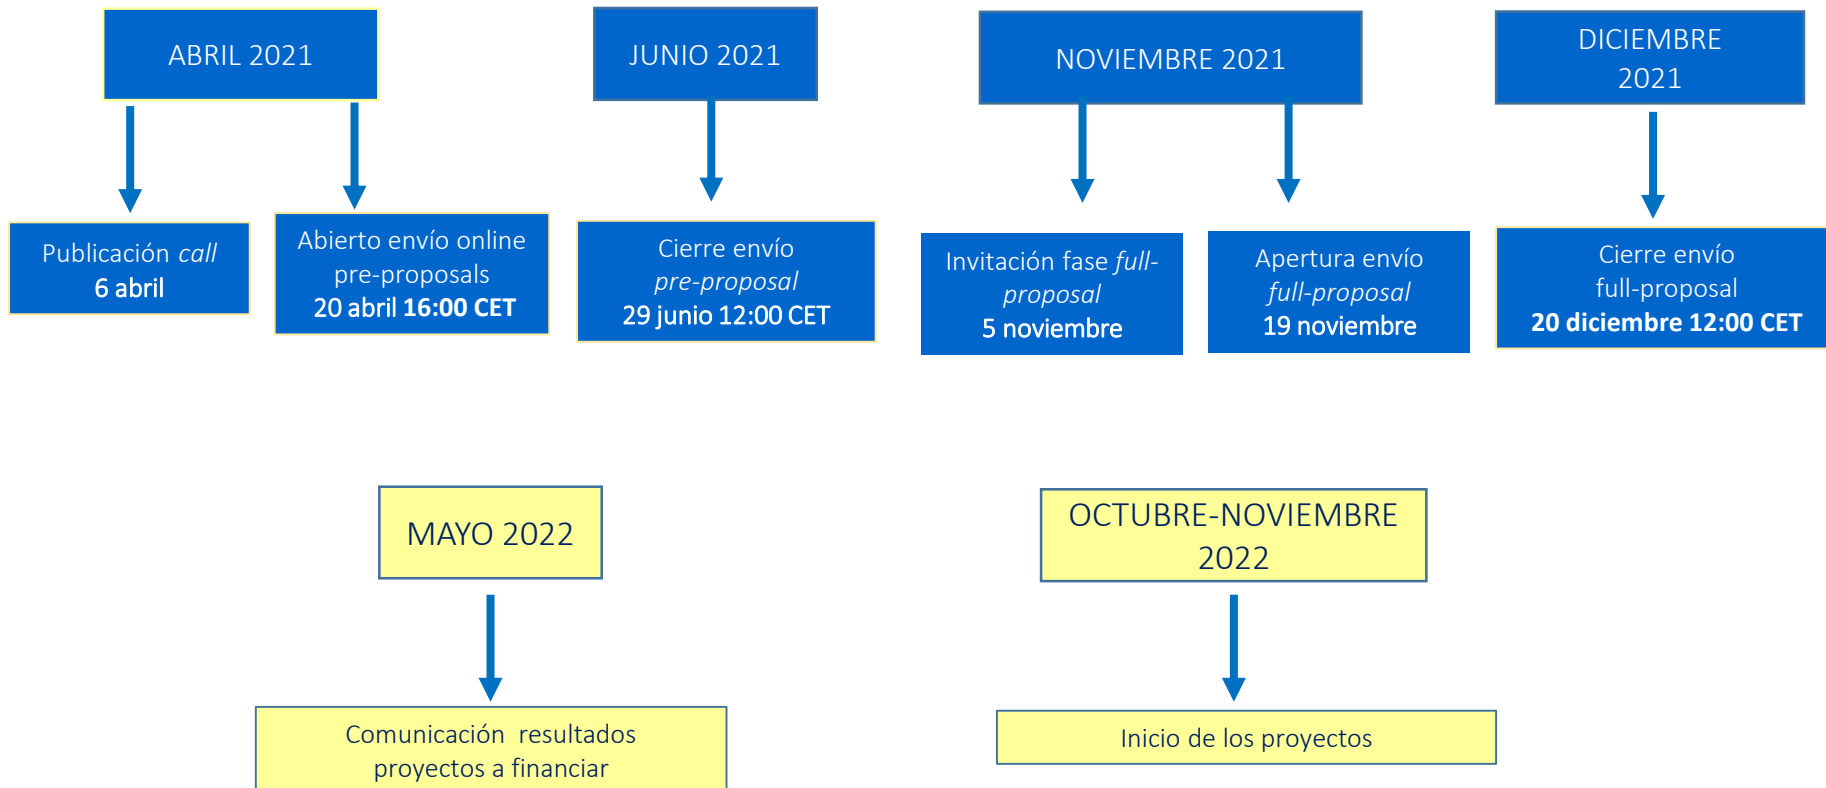 ABRIL 2021
JUNIO 2021
NOVIEMBRE 2021
DICIEMBRE
2021
Publicación call
6 abril
Abierto envío online
pre-proposals
20 abril 16:00 CET
Cierre envío
pre-proposal
29 junio 12:00 CET
Invitación fase full-
proposal
5 noviembre
Apertura envío
full-proposal
19 noviembre
Cierre envío
full-proposal
20 diciembre 12:00 CET
MAYO 2022
OCTUBRE-NOVIEMBRE
2022
Comunicación resultados
proyectos a financiar
Inicio de los proyectos